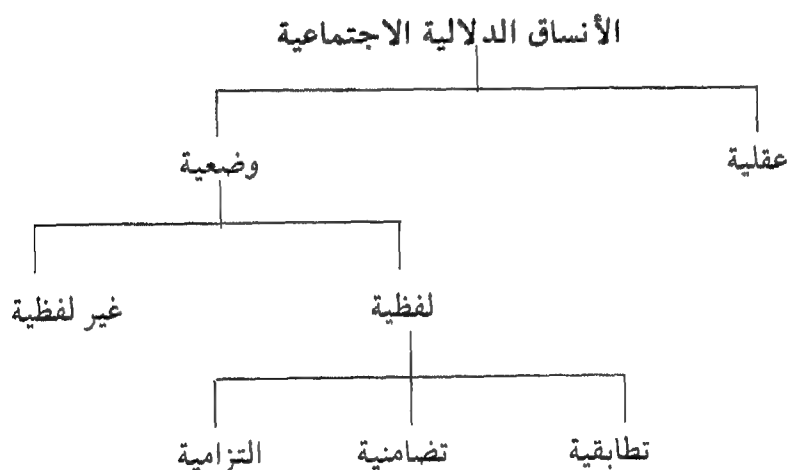 الأنساق الدلالية الاجتماعية
عقلية
وضعية
لفظية
غير لفظية
تطابقية
تضامنية
التزامية